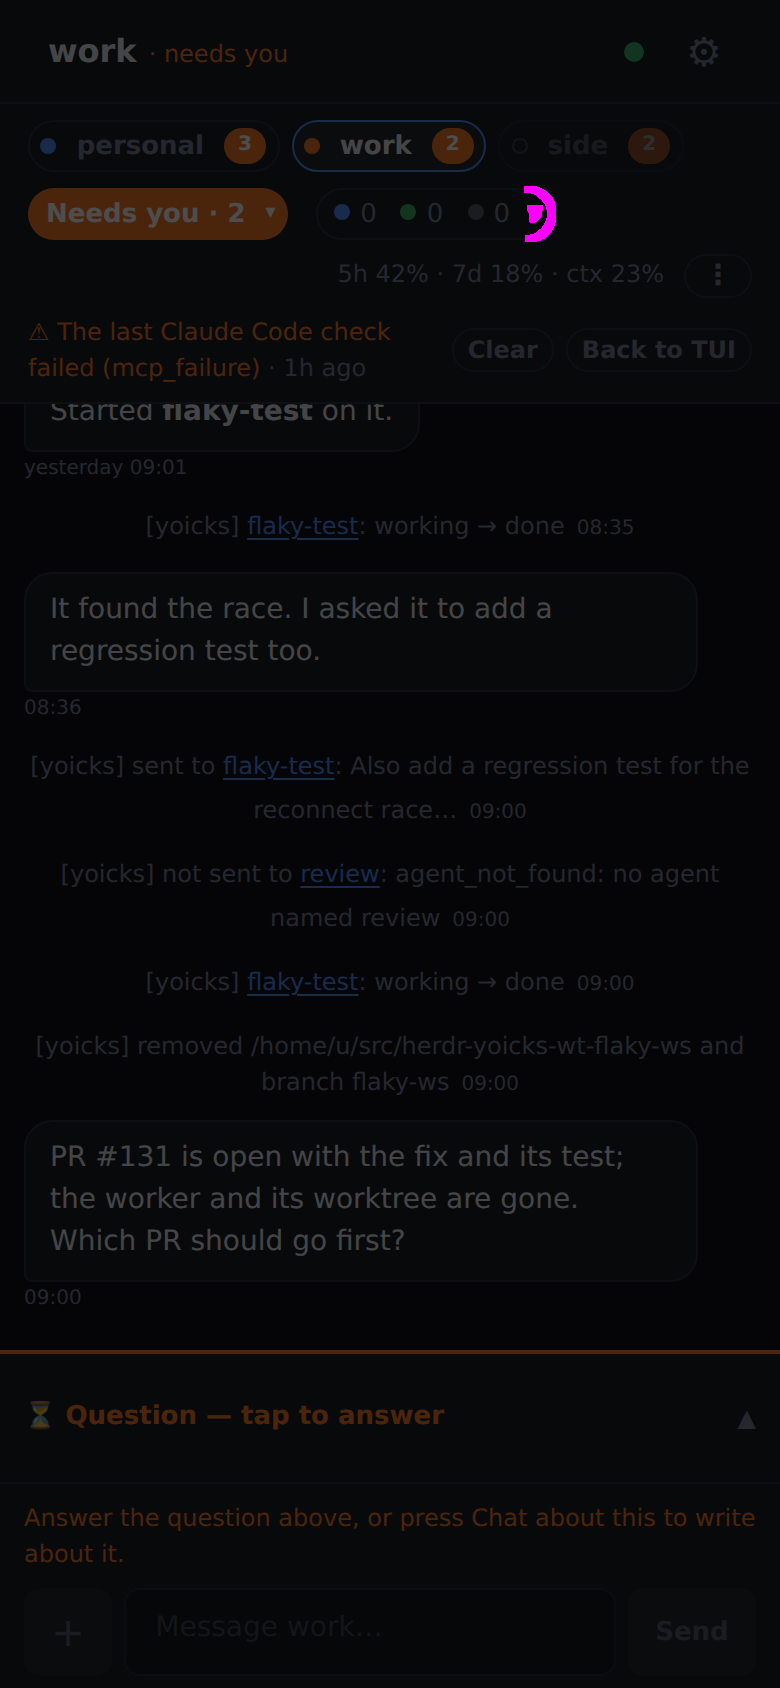 work · needs you ⚙
personal 3 work 2 side 2
Needs you · 2 ▾ 0 0 0
5h 42% · 7d 18% · ctx 23% ⋮
⚠ The last Claude Code check
failed (mcp_failure) · 1h ago
Clear Back to TUI
Started flaky-test on it.
yesterday 09:01
[yoicks] flaky-test: working → done 08:35
It found the race. I asked it to add a
regression test too.
08:36
[yoicks] sent to flaky-test: Also add a regression test for the
reconnect race… 09:00
[yoicks] not sent to review: agent_not_found: no agent
named review 09:00
[yoicks] flaky-test: working → done 09:00
[yoicks] removed /home/u/src/herdr-yoicks-wt-flaky-ws and
branch flaky-ws 09:00
PR #131 is open with the fix and its test;
the worker and its worktree are gone.
Which PR should go first?
09:00
⏳ Question — tap to answer ▲
Answer the question above, or press Chat about this to write
about it.
+ Message work… Send